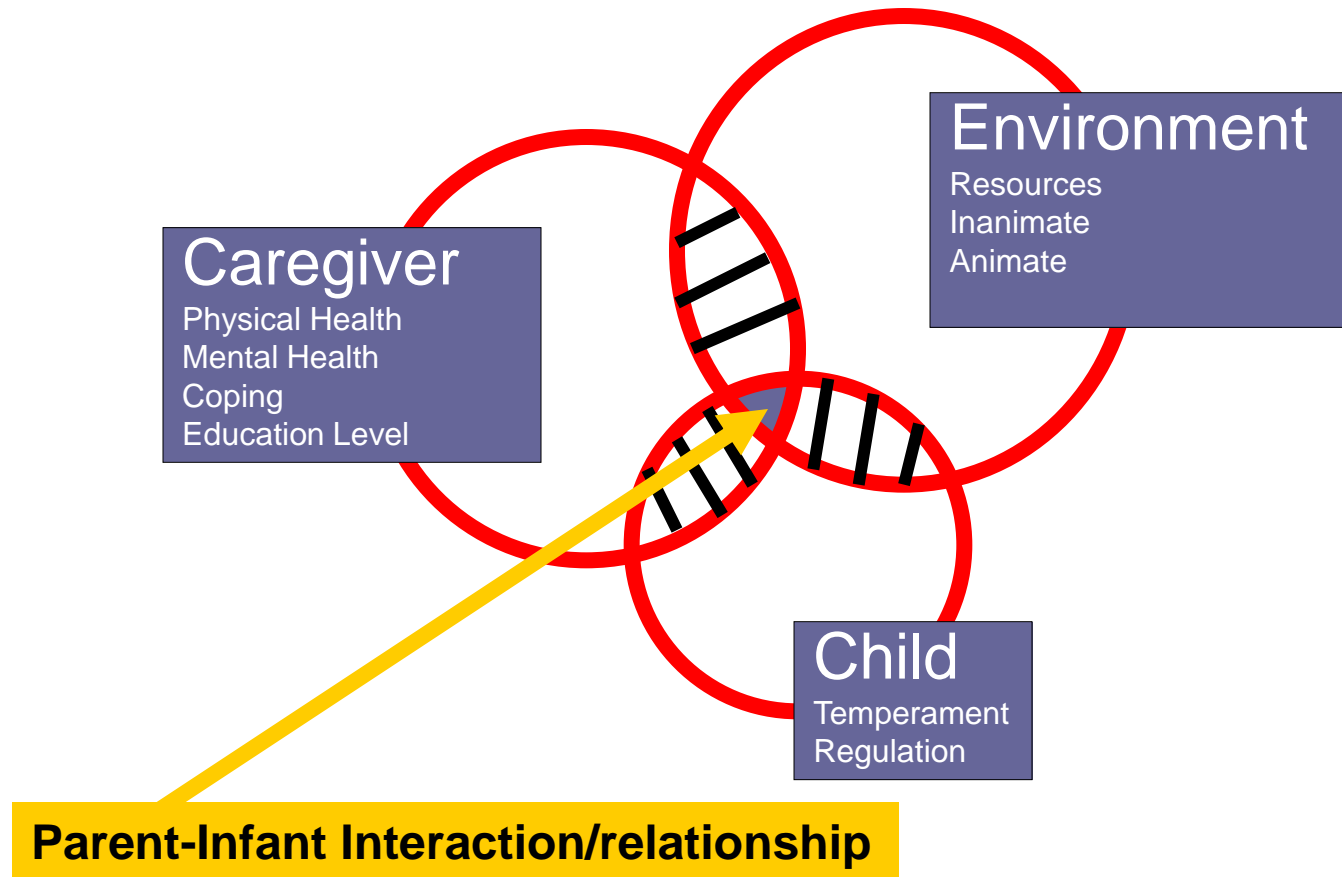 Environment
Resources
Inanimate
Animate
Caregiver
Physical Health
Mental Health
Coping
Education Level
Child
Temperament
Regulation
Parent-Infant Interaction/relationship